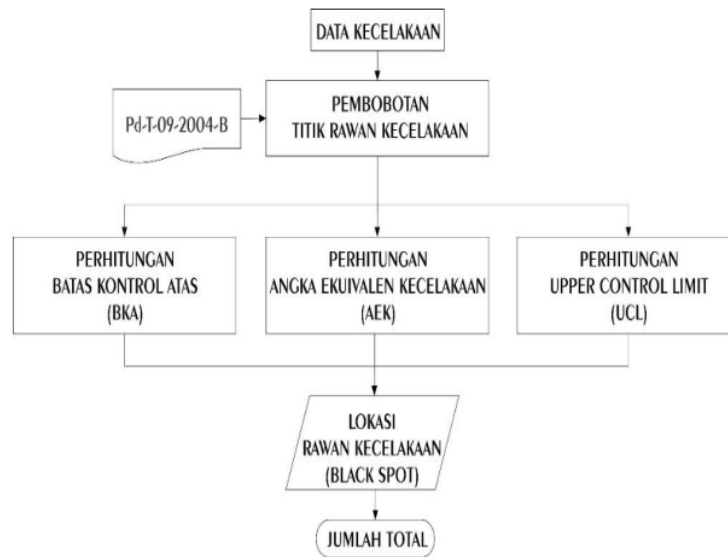 DATA KECELAKAAN
PEMBOBOTAN
TITIK RAWAN KECELAKAAN
Pd-T-09-2004-B
PERHITUNGAN
BATAS KONTROL ATAS
(BKA)
PERHITUNGAN
ANGKA EKUIVALEN KECELAKAAN
(AEK)
PERHITUNGAN
UPPER CONTROL LIMIT
(UCL)
LOKASI
RAWAN KECELAKAAN
(BLACK SPOT)
JUMLAH TOTAL